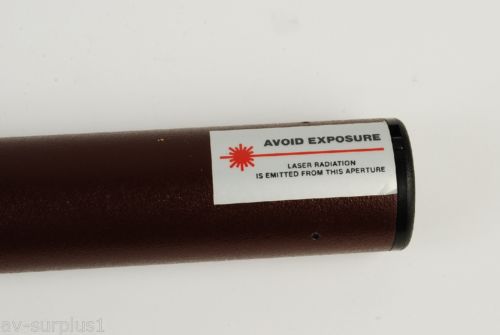 AVOID EXPOSURE
LASER RADIATION
IS EMITTED FROM THIS APERTURE
av-surplus1